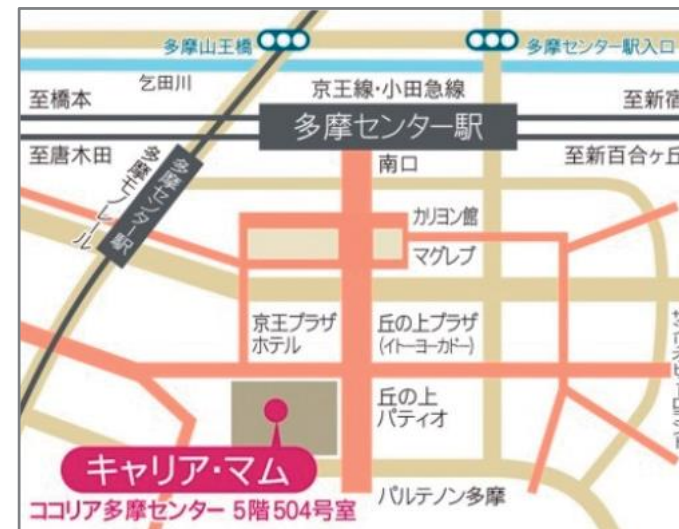 多摩山王橋
多摩センター駅入口
乞田川
京王線・小田急線
至橋本
至新宿
多摩センター駅
至唐木田
南口
至新百合ヶ丘
多摩センター駅
多摩モノレール
カリヨン館
マグレブ
京王プラザ
ホテル
丘の上プラザ
(イトーヨーカドー)
丘の上
パティオ
キャリア・マム
ココリア多摩センター 5階504号室
パルテノン多摩